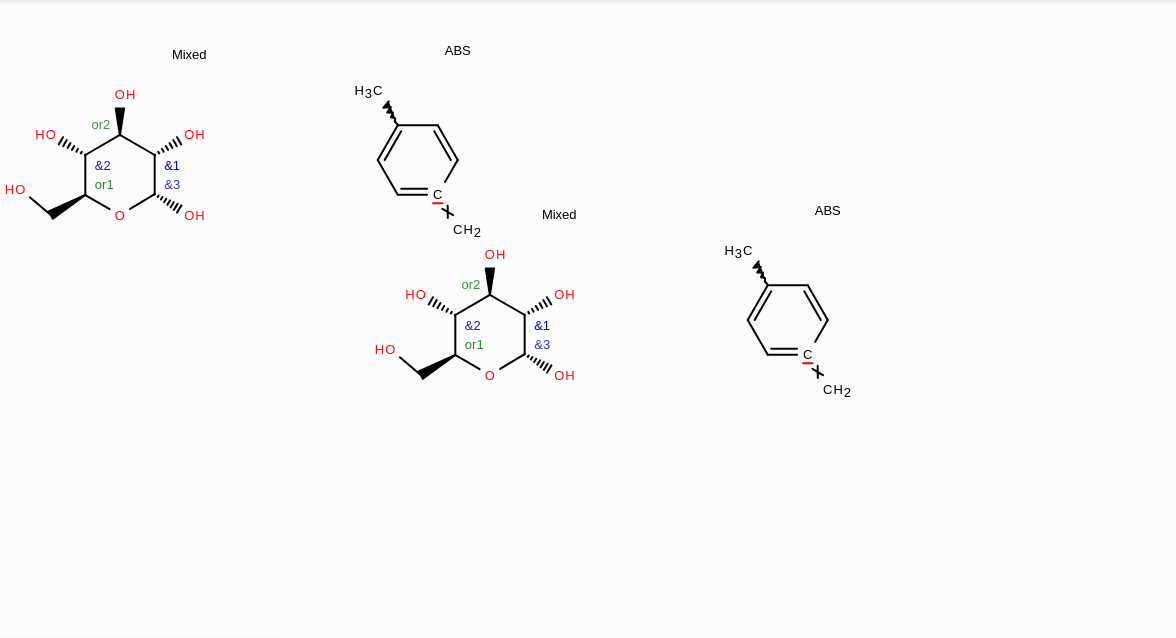 Mixed
ABS
H3C
OH
or2
HO
OH
&2
&1
or1
&3
HO
C
O
OH
CH2
Mixed
ABS
H3C
OH
or2
HO
OH
&2
&1
or1
&3
HO
C
O
OH
CH2